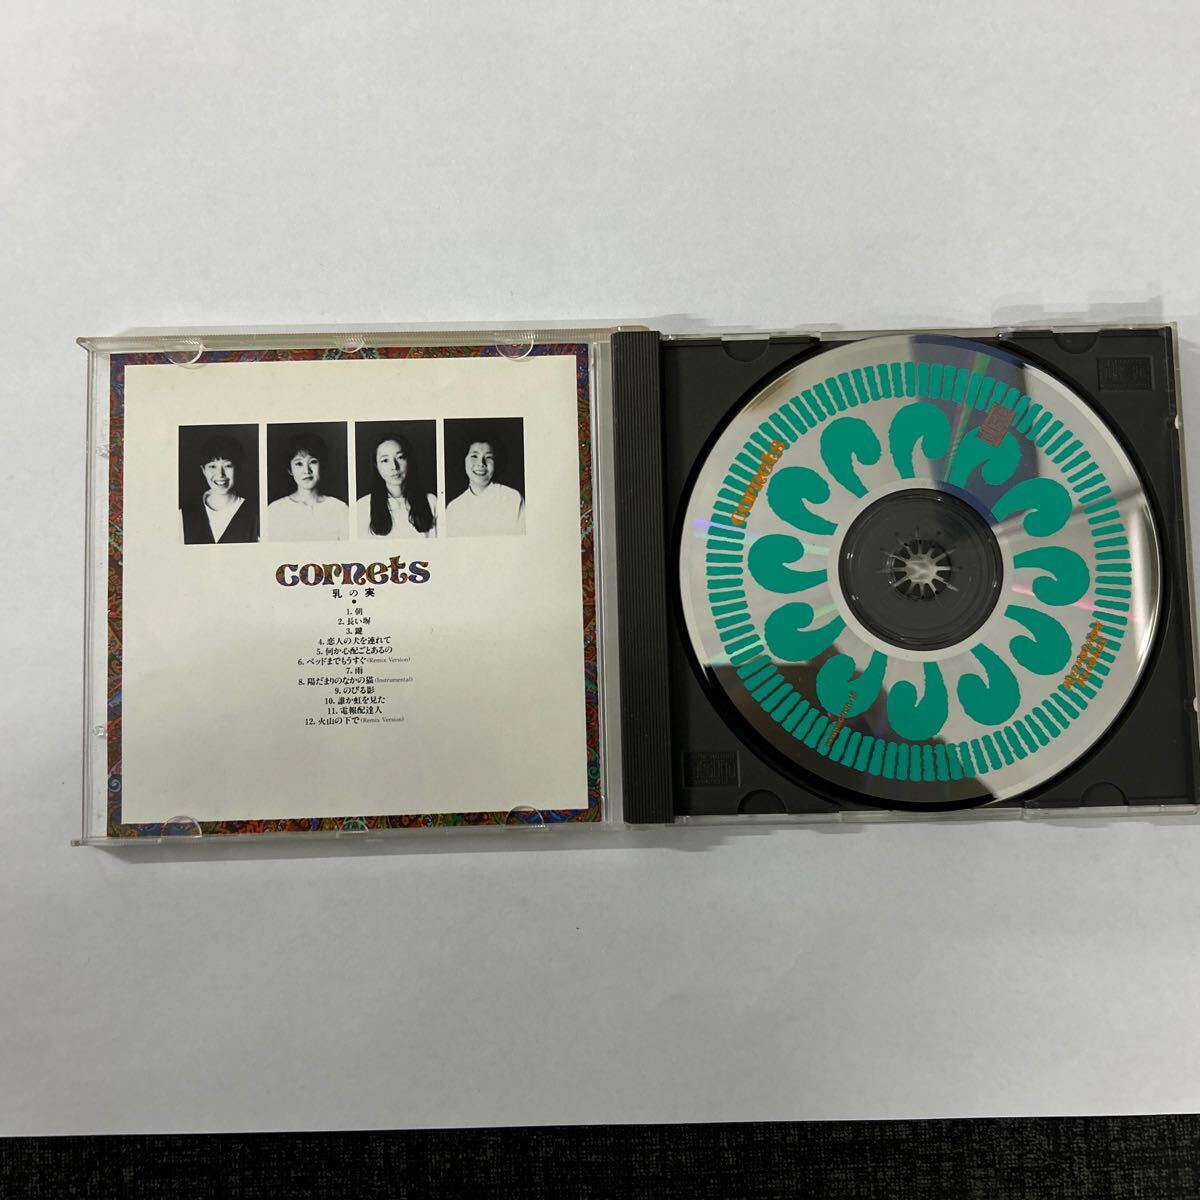 cornets
乳の実
1. 朝
2. 長い塀
3. 鍵
4. 恋人の犬を連れて
5. 何か心配ごとあるの
6. ベッドまでもうすぐ(Remix Version)
7. 雨
8. 陽だまりのなかの猫(Instrumental)
9. のびる影
10. 誰か虹を見た
11. 電報配達人
12. 火山の下で(Remix Version)
cornets